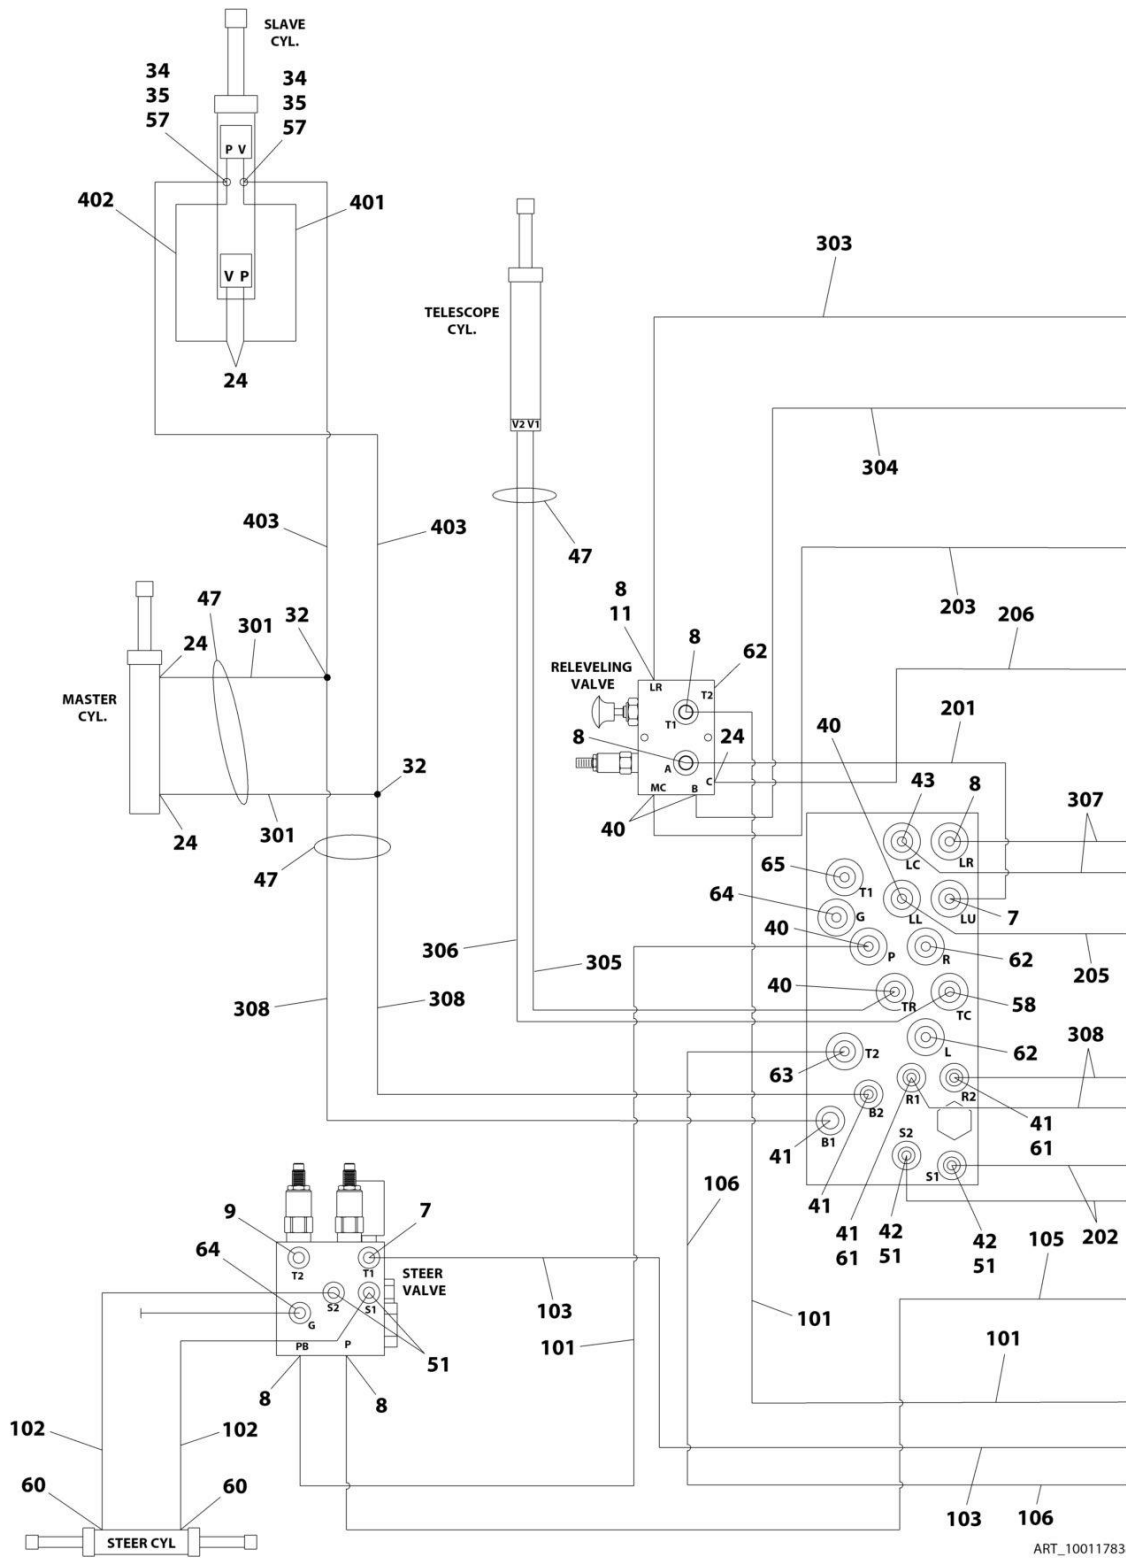 SLAVE
CYL.
34
35
57
34
35
57
P V
402
401
V P
24
TELESCOPE
CYL.
V2 V1
303
304
47
403
403
203
206
47
301
32
24
MASTER
CYL.
8
11
8
62
RELEVELING
VALVE
LR
T2
T1
8
A
C
24
MC
B
40
40
201
32
301
24
47
43
8
307
LC
LR
65
T1
64
G
LL
LU
7
40
P
R
62
205
306
305
40
TR
TC
58
308
308
L
62
308
T2
63
R1
R2
B2
41
B1
41
61
S2
S1
106
41
41
61
42
51
42
51
202
105
9
7
64
T2
T1
STEER
VALVE
S2
S1
G
103
101
101
PB
P
51
101
8
8
102
102
60
60
STEER CYL
103
106
ART_10011783